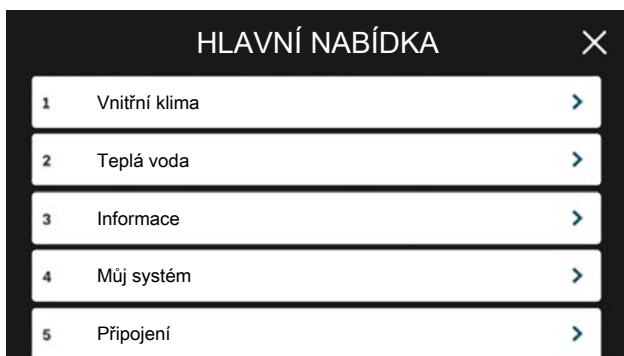 HLAVNÍ NABÍDKA
1 Vnitřní klima
2 Teplá voda
3 Informace
4 Můj systém
5 Připojení